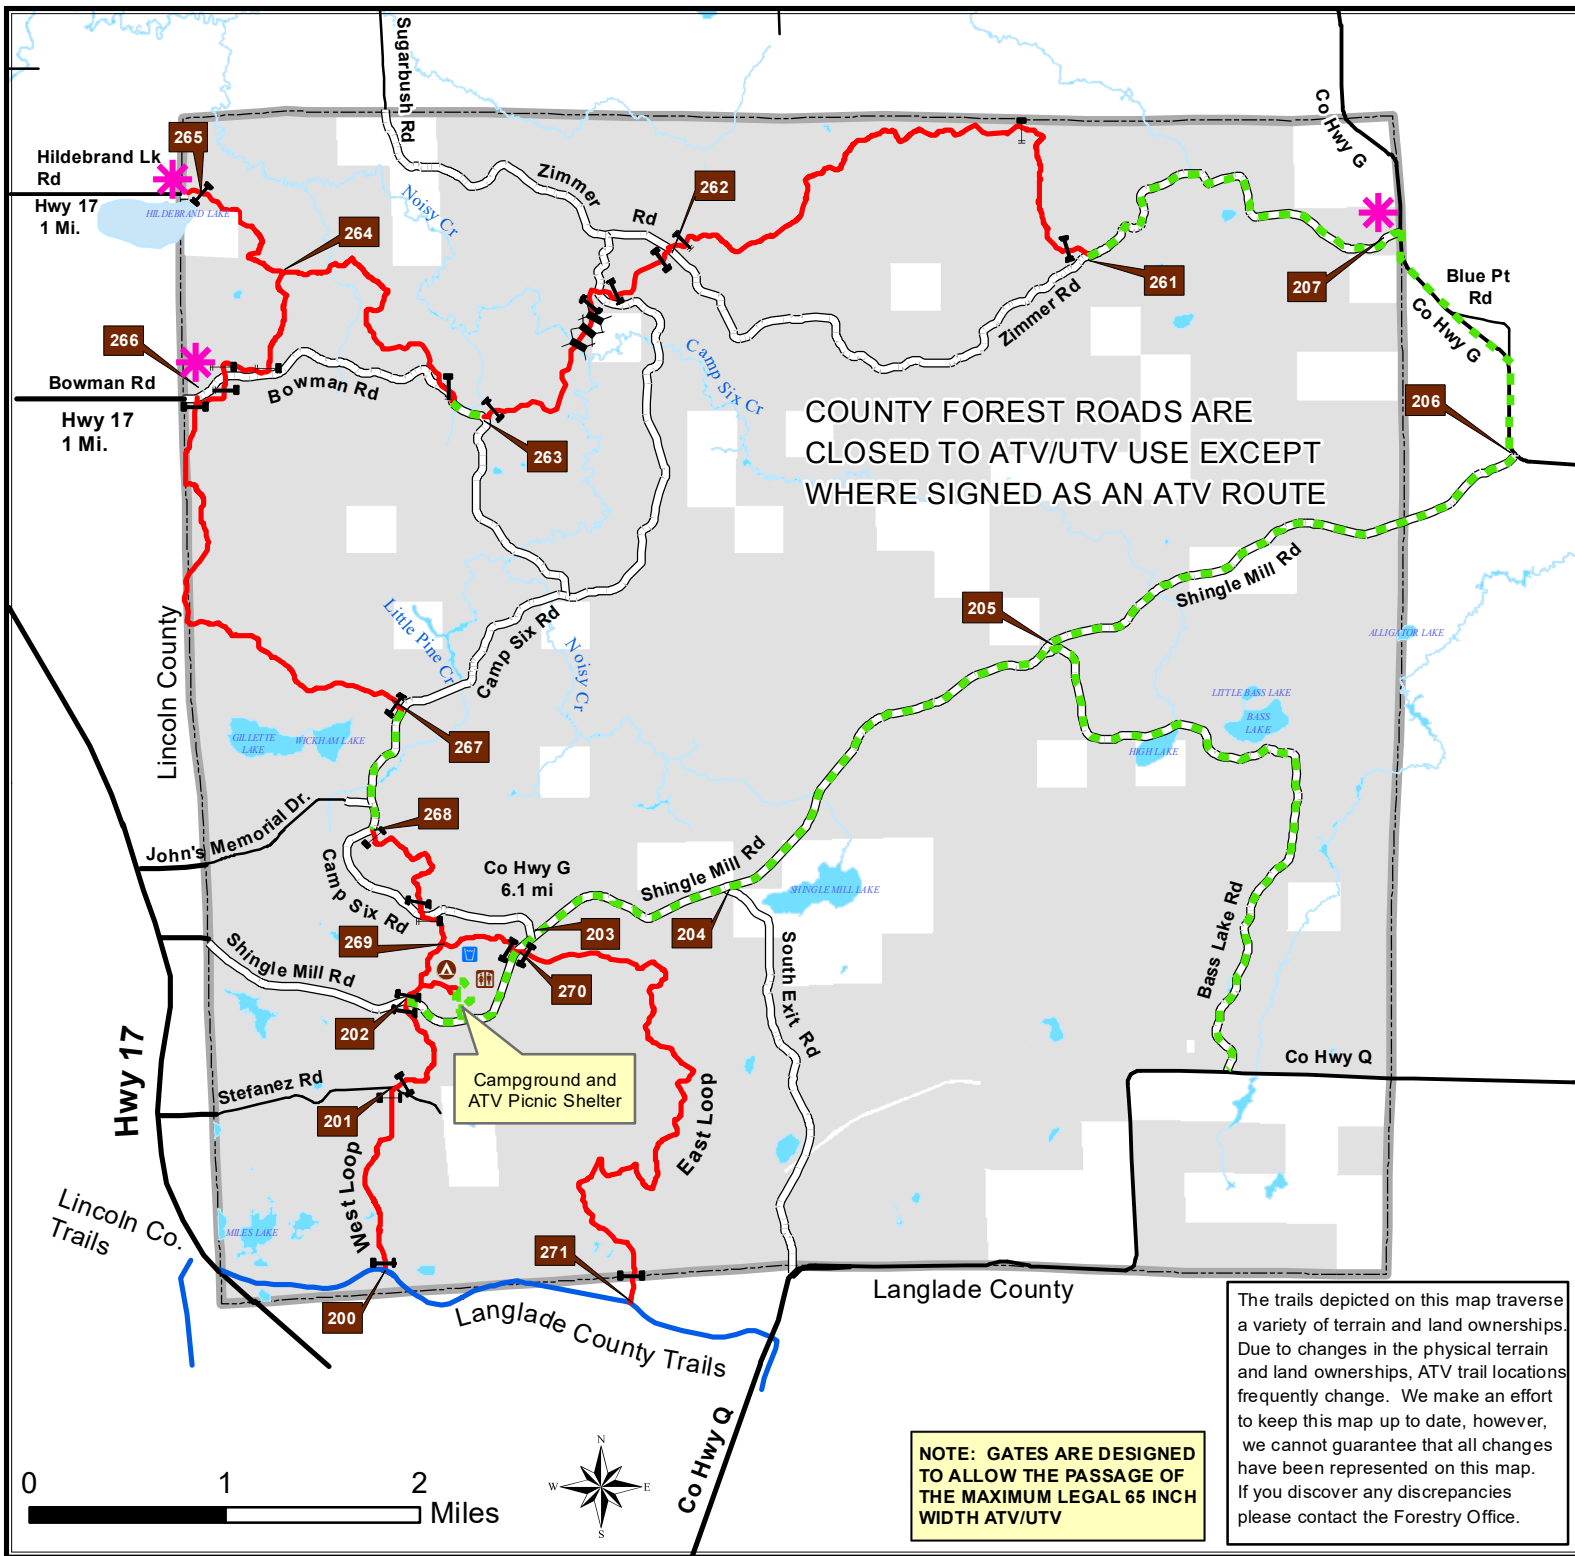 Sugarbush Rd
Co Hwy G
265
Hildebrand Lk
Rd
Zimmer
262
Noisy Cr
Hwy 17
1 Mi.
HILDEBRAND LAKE
Rd
264
261
207
Blue Pt
Rd
Zimmer Rd
Co Hwy G
266
Camp Six Cr
Bowman Rd
Bowman Rd
206
Hwy 17
1 Mi.
COUNTY FOREST ROADS ARE
CLOSED TO ATV/UTV USE EXCEPT
WHERE SIGNED AS AN ATV ROUTE
263
Shingle Mill Rd
205
Lincoln County
Little Pine Cr
Camp Six Rd
Noisy Cr
ALLIGATOR LAKE
LITTLE BASS LAKE
BASS
LAKE
GILLETTE
LAKE
WICKHAM LAKE
267
HIGH LAKE
268
John's Memorial Dr.
Camp Six Rd
Co Hwy G
6.1 mi
Shingle Mill Rd
SHINGLE MILL LAKE
269
203
204
Shingle Mill Rd
South Exit Rd
Bass Lake Rd
270
202
Hwy 17
Co Hwy Q
Stefanez Rd
Campground and
ATV Picnic Shelter
201
East Loop
West Loop
Lincoln Co.
Trails
MILES LAKE
271
200
Langlade County
Langlade County Trails
The trails depicted on this map traverse
a variety of terrain and land ownerships.
Due to changes in the physical terrain
and land ownerships, ATV trail locations
frequently change. We make an effort
to keep this map up to date, however,
we cannot guarantee that all changes
have been represented on this map.
If you discover any discrepancies
please contact the Forestry Office.
Co Hwy Q
NOTE: GATES ARE DESIGNED
TO ALLOW THE PASSAGE OF
THE MAXIMUM LEGAL 65 INCH
WIDTH ATV/UTV
N
W E
S
0 1 2
Miles